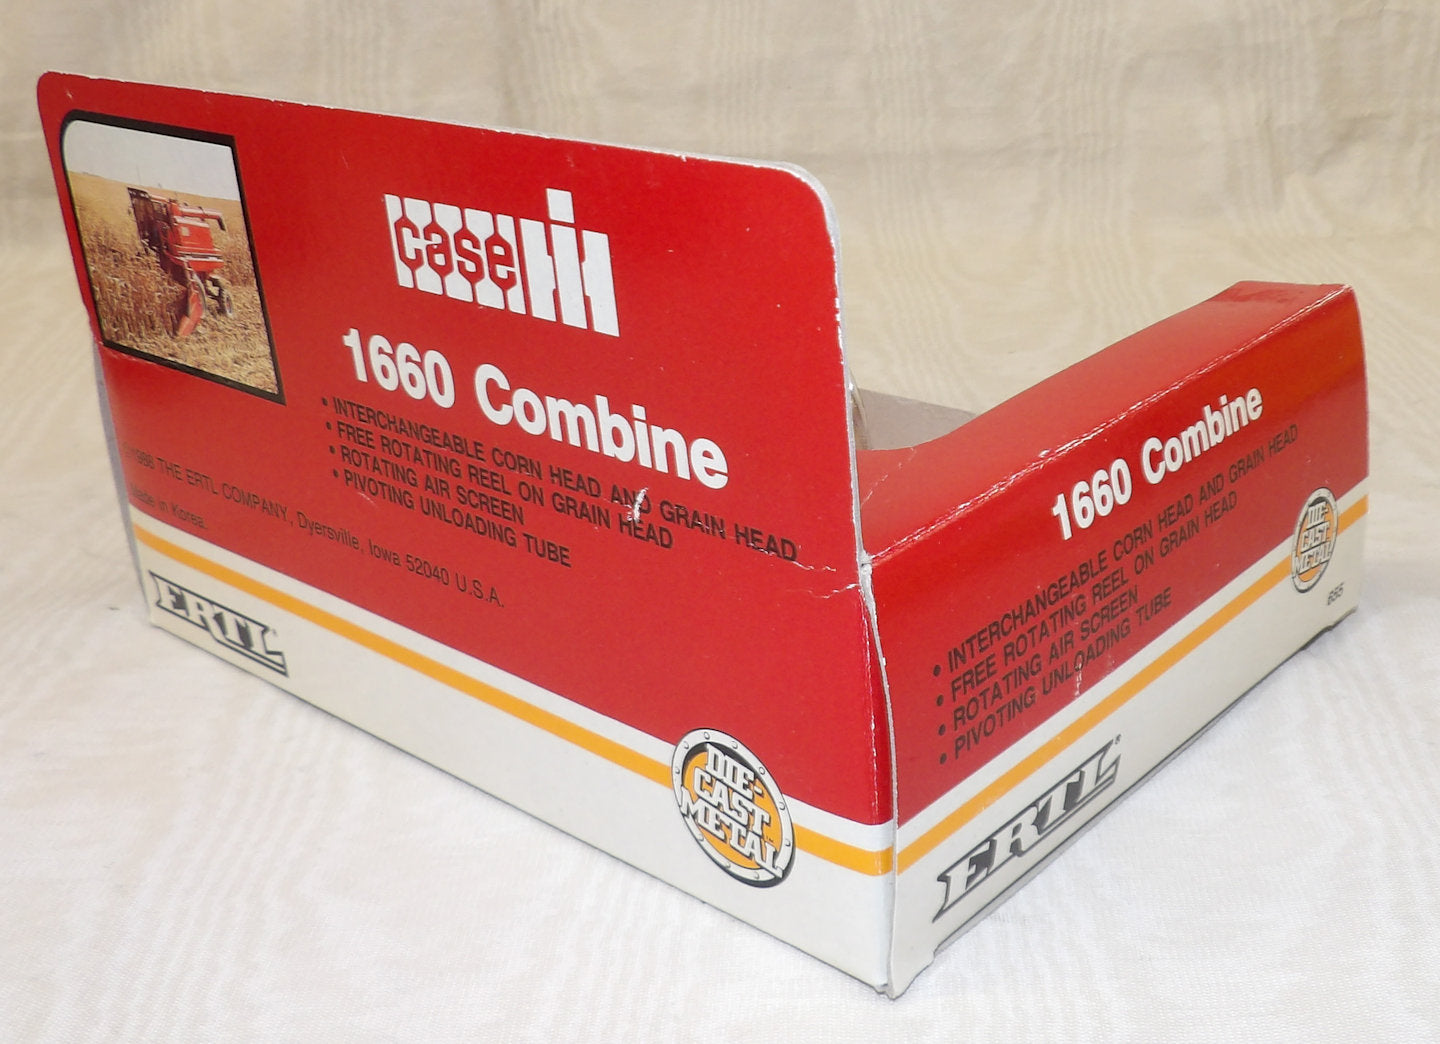 case IH
1660 Combine
• INTERCHANGEABLE CORN HEAD AND GRAIN HEAD
• FREE ROTATING REEL ON GRAIN HEAD
• ROTATING AIR SCREEN
• PIVOTING UNLOADING TUBE
©1986 THE ERTL COMPANY, Dyersville, Iowa 52040 U.S.A.
Made in Korea.
ERTL®
DIE-
CAST
METAL
1660 Combine
• INTERCHANGEABLE CORN HEAD AND GRAIN HEAD
• FREE ROTATING REEL ON GRAIN HEAD
• ROTATING AIR SCREEN
• PIVOTING UNLOADING TUBE
DIE-
CAST
METAL
655
ERTL®